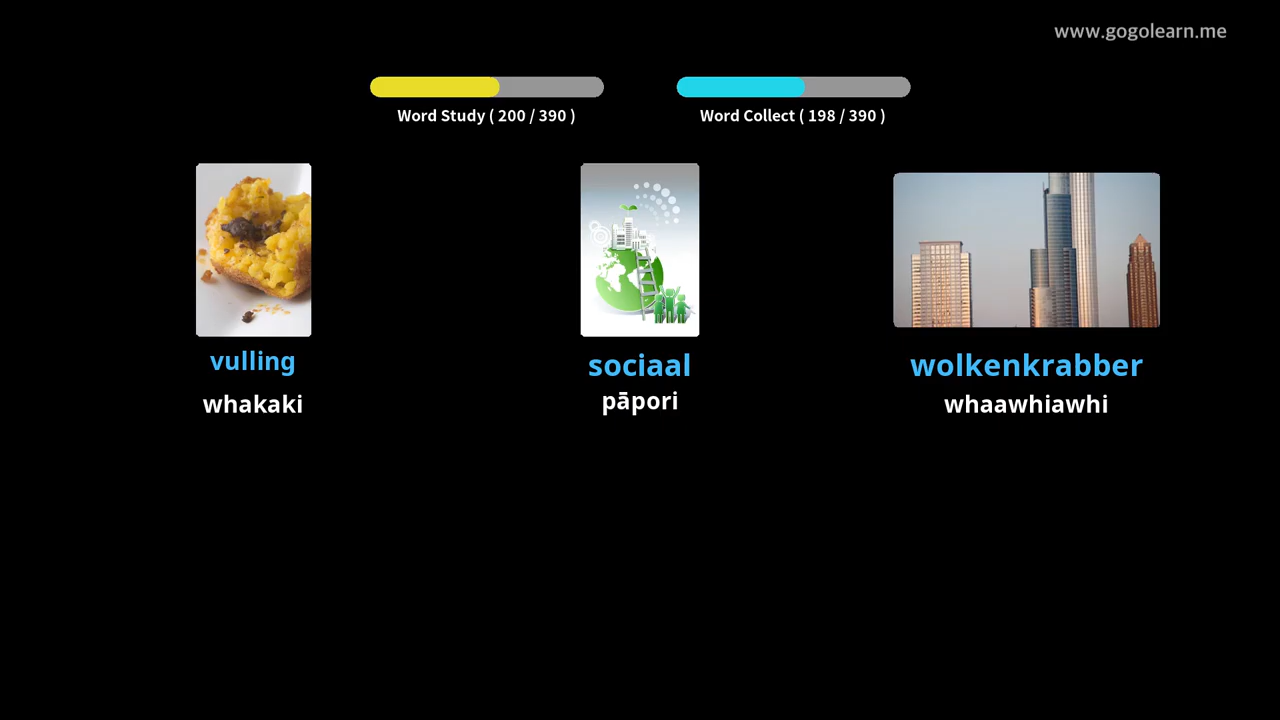 www.gogolearn.me
Word Study ( 200 / 390 )
Word Collect ( 198 / 390 )
vulling
sociaal
wolkenkrabber
whakaki
pāpori
whaawhiawhi